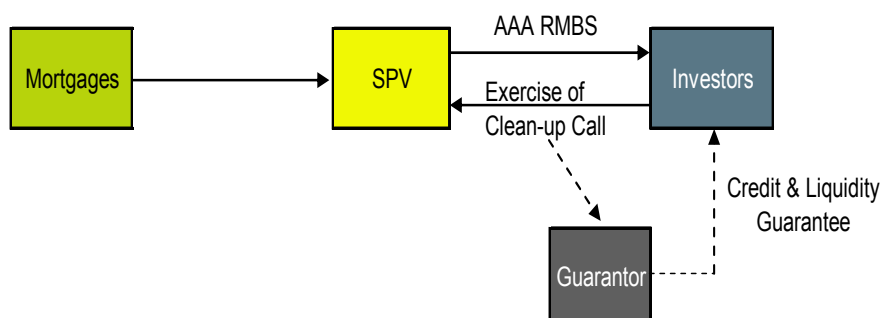 AAA RMBS
Mortgages
SPV
Investors
Exercise of
Clean-up Call
Credit & Liquidity
Guarantee
Guarantor